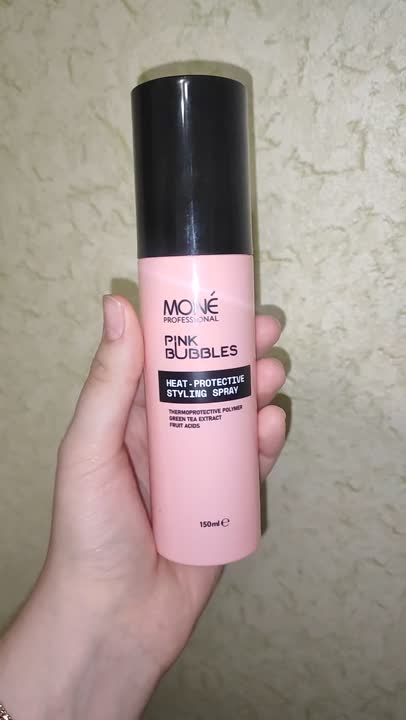 MONÉ
PROFESSIONAL
PINK
BUBBLES
HEAT-PROTECTIVE
STYLING SPRAY
THERMOPROTECTIVE POLYMER
GREEN TEA EXTRACT
FRUIT ACIDS
150ml ℮